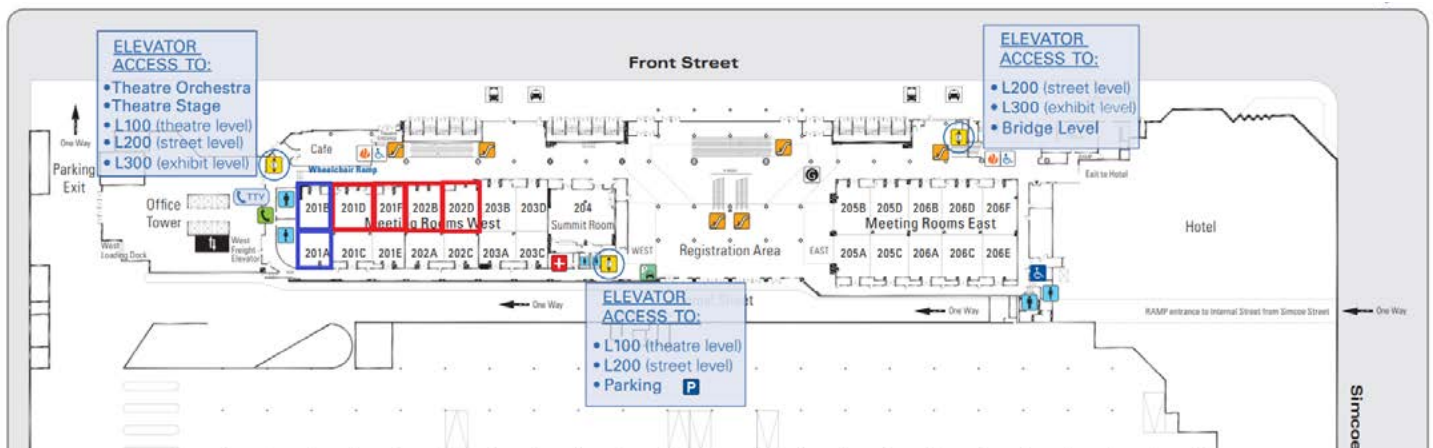 Front Street
ELEVATOR
ACCESS TO:
•Theatre Orchestra
•Theatre Stage
• L100 (theatre level)
• L200 (street level)
• L300 (exhibit level)
ELEVATOR
ACCESS TO:
• L200 (street level)
• L300 (exhibit level)
• Bridge Level
One Way
Parking
Exit
Cafe
Wheelchair Ramp
Exit to Hotel
TTY
Office
Tower
West
Loading Dock
West
Freight
Elevator
201B 201D 201F 202B 202D 203B 203D
Meeting Rooms West
201A 201C 201E 202A 202C 203A 203C
204
Summit Room
WEST
Registration Area
EAST
G
205B 205D 206B 206D 206F
Meeting Rooms East
205A 205C 206A 206C 206E
Hotel
One Way
Street
One Way
RAMP entrance to Internal Street from Simcoe Street
One Way
ELEVATOR
ACCESS TO:
• L100 (theatre level)
• L200 (street level)
• Parking P
Simcoe